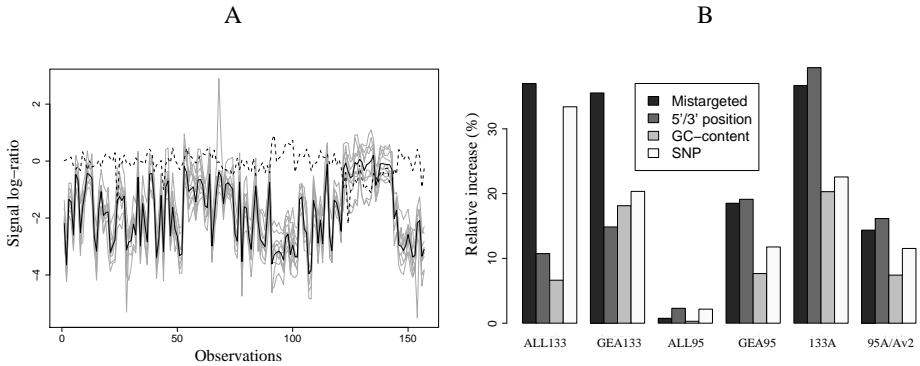 A
B
Signal log−ratio
2
0
−2
−4
0
50
100
150
Observations
Relative increase (%)
30
20
10
0
Mistargeted
5'/3' position
GC−content
SNP
ALL133
GEA133
ALL95
GEA95
133A
95A/Av2